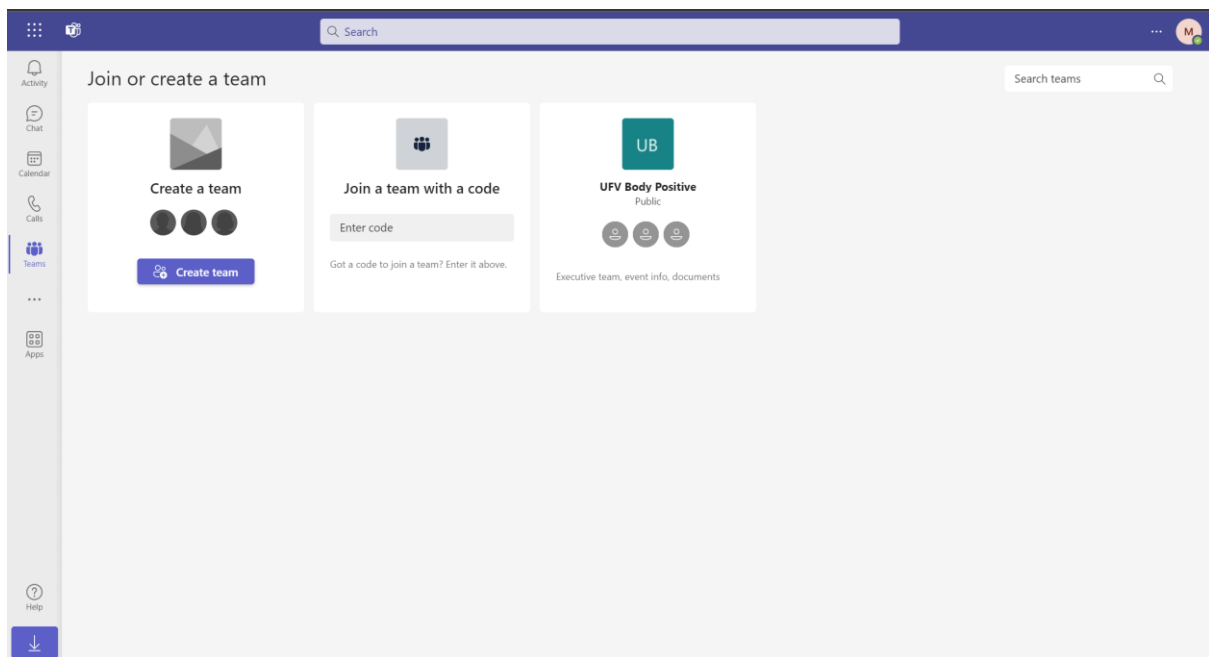 Search
M
Activity
Chat
Calendar
Calls
Teams
Apps
Help
Join or create a team
Search teams
Create a team
Create team
Join a team with a code
Enter code
Got a code to join a team? Enter it above.
UB
UFV Body Positive
Public
Executive team, event info, documents